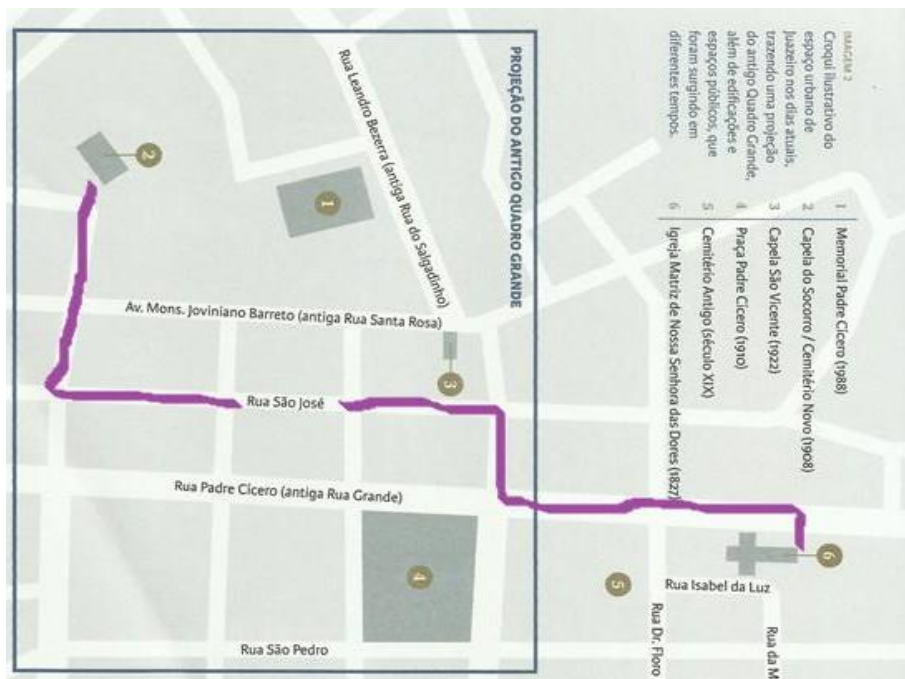 IMAGEM 2
Croqui ilustrativo do
espaço urbano de
Juazeiro nos dias atuais,
trazendo uma projeção
do antigo Quadro Grande,
além de edificações e
espaços públicos, que
foram surgindo em
diferentes tempos.
1 Memorial Padre Cícero (1988)
2 Capela do Socorro / Cemitério Novo (1908)
3 Capela São Vicente (1922)
4 Praça Padre Cícero (1910)
5 Cemitério Antigo (século XIX)
6 Igreja Matriz de Nossa Senhora das Dores (1827)
PROJEÇÃO DO ANTIGO QUADRO GRANDE
Rua Leandro Bezerra (antiga Rua do Salgadinho)
2
1
Av. Mons. Joviniano Barreto (antiga Rua Santa Rosa)
3
Rua São José
Rua Padre Cícero (antiga Rua Grande)
4
5
6
Rua Isabel da Luz
Rua Dr. Floro
Rua da M
Rua São Pedro